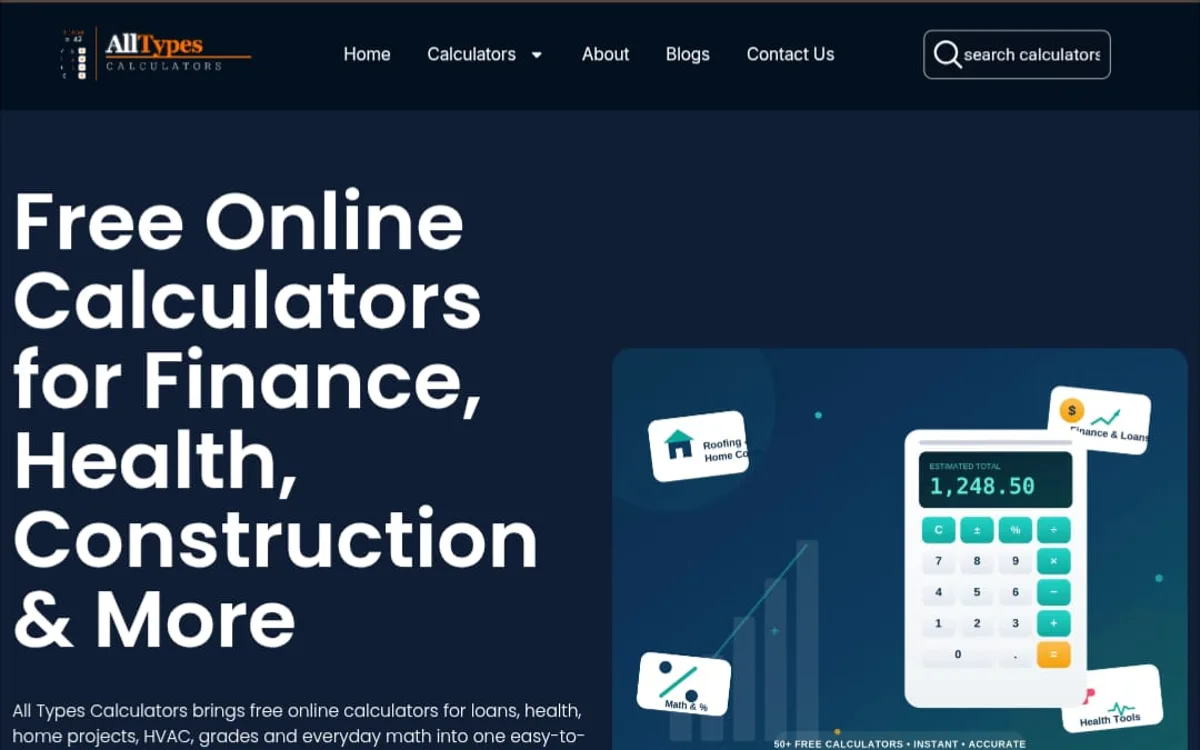 AllTypes
CALCULATORS
Home
Calculators
About
Blogs
Contact Us
search calculators
Free Online
Calculators
for Finance,
Health,
Construction
& More
All Types Calculators brings free online calculators for loans, health,
home projects, HVAC, grades and everyday math into one easy-to-
Roofing
Home Co
$
Finance & Loans
ESTIMATED TOTAL
1,248.50
C ± % ÷
7 8 9 ×
4 5 6 −
1 2 3 +
0 . =
Math & %
Health Tools
50+ FREE CALCULATORS • INSTANT • ACCURATE